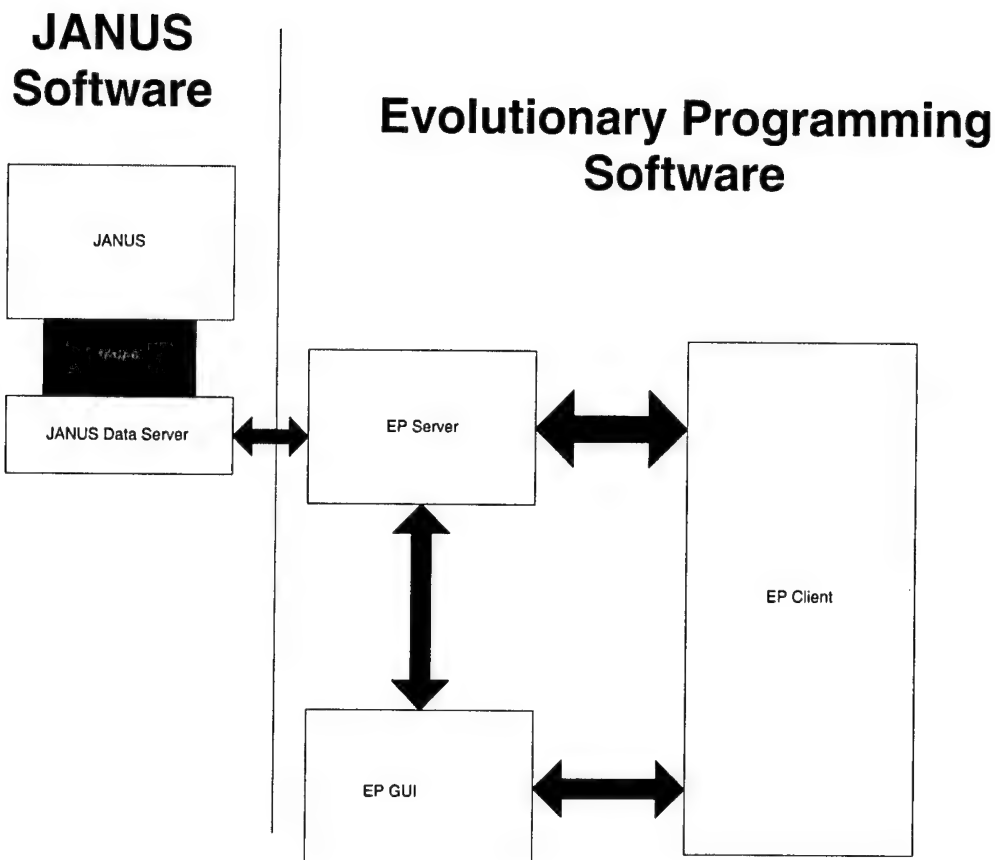 JANUS
Software
Evolutionary Programming
Software
JANUS
JANUS Data Server
EP Server
EP Client
EP GUI